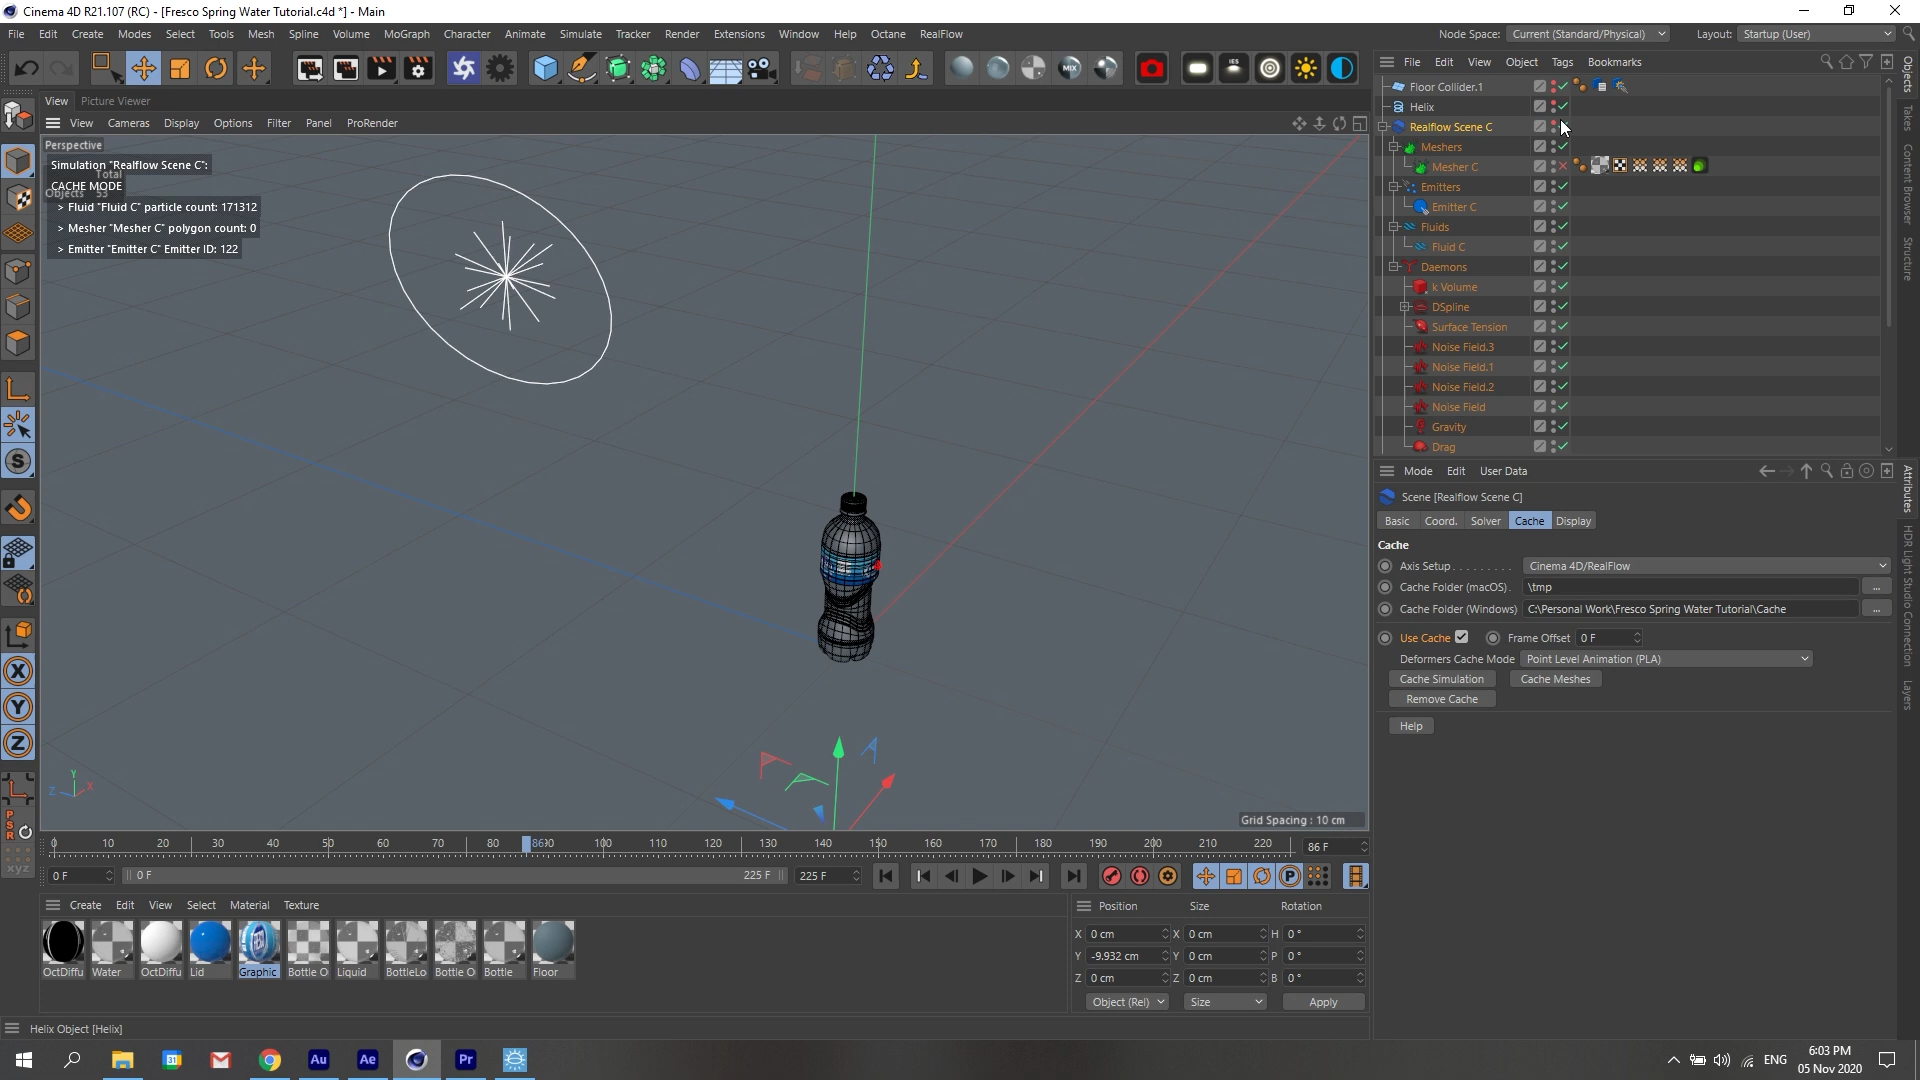 Cinema 4D R21.107 (RC) - [Fresco Spring Water Tutorial.c4d *] - Main
File Edit Create Modes Select Tools Mesh Spline Volume MoGraph Character Animate Simulate Tracker Render Extensions Window Help Octane RealFlow
Node Space: Current (Standard/Physical) Layout: Startup (User)
View Picture Viewer
View Cameras Display Options Filter Panel ProRender
Perspective
Simulation "Realflow Scene C":
Total
CACHE MODE
Objects 53
> Fluid "Fluid C" particle count: 171312
> Mesher "Mesher C" polygon count: 0
> Emitter "Emitter C" Emitter ID: 122
Grid Spacing : 10 cm
Y
Z X
File Edit View Object Tags Bookmarks
Floor Collider.1
Helix
Realflow Scene C
Meshers
Mesher C
Emitters
Emitter C
Fluids
Fluid C
Daemons
k Volume
DSpline
Surface Tension
Noise Field.3
Noise Field.1
Noise Field.2
Noise Field
Gravity
Drag
Objects
Takes
Content Browser
Structure
Mode Edit User Data
Scene [Realflow Scene C]
Basic Coord. Solver Cache Display
Cache
Axis Setup . . . . . . . . . Cinema 4D/RealFlow
Cache Folder (macOS) . \tmp ...
Cache Folder (Windows) C:\Personal Work\Fresco Spring Water Tutorial\Cache ...
Use Cache Frame Offset 0 F
Deformers Cache Mode Point Level Animation (PLA)
Cache Simulation Cache Meshes
Remove Cache
Help
Attributes
HDR Light Studio Connection
Layers
0 10 20 30 40 50 60 70 80 86 90 100 110 120 130 140 150 160 170 180 190 200 210 220 86 F
0 F 0 F 225 F 225 F
Create Edit View Select Material Texture
OctDiffu Water OctDiffu Lid Graphic Bottle O Liquid BottleLo Bottle O Bottle Floor
Position Size Rotation
X 0 cm X 0 cm H 0 °
Y -9.932 cm Y 0 cm P 0 °
Z 0 cm Z 0 cm B 0 °
Object (Rel) Size Apply
Helix Object [Helix]
X
Y
Z
PSR
xyz
MIX
IES
Au Ae Pr
31
ENG
6:03 PM
05 Nov 2020